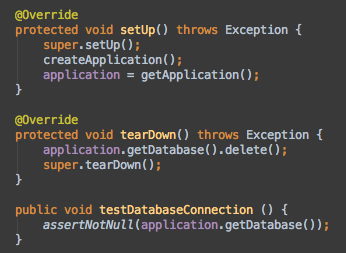 @Override
protected void setUp() throws Exception {
    super.setUp();
    createApplication();
    application = getApplication();
}
@Override
protected void tearDown() throws Exception {
    application.getDatabase().delete();
    super.tearDown();
}
public void testDatabaseConnection () {
    assertNotNull(application.getDatabase());
}